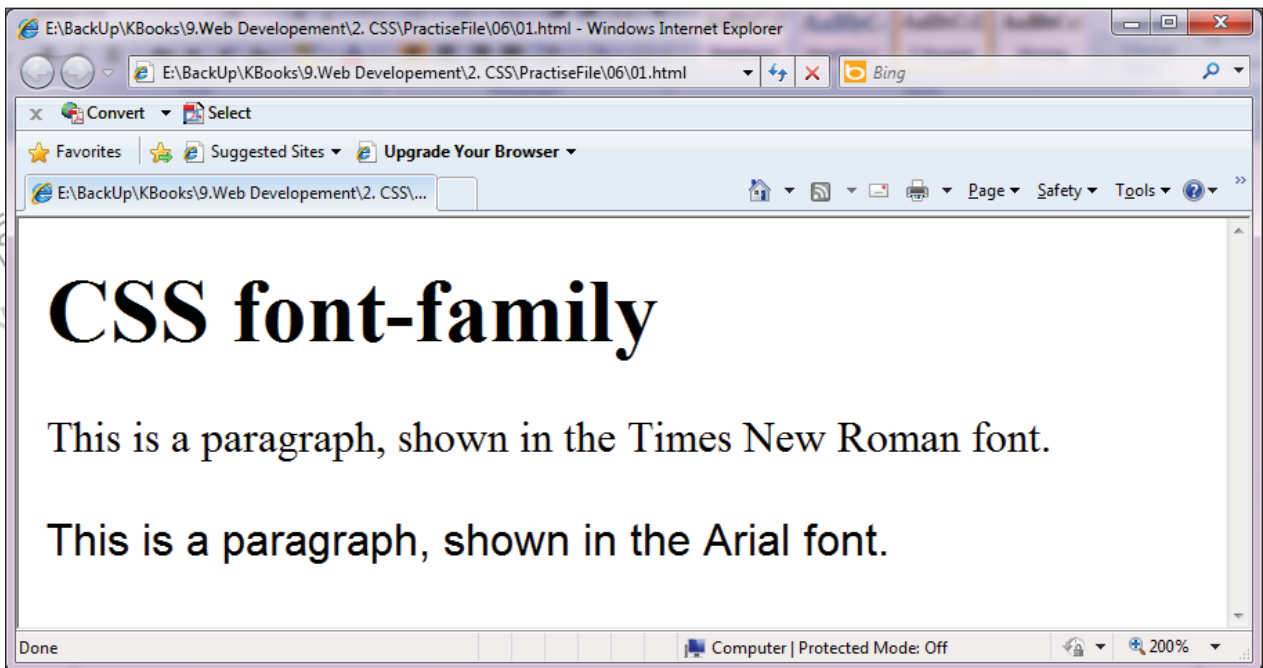 E:\BackUp\KBooks\9.Web Developement\2. CSS\PractiseFile\06\01.html - Windows Internet Explorer
E:\BackUp\KBooks\9.Web Developement\2. CSS\PractiseFile\06\01.html Bing
x Convert Select
Favorites Suggested Sites Upgrade Your Browser
E:\BackUp\KBooks\9.Web Developement\2. CSS\... Page Safety Tools
CSS font-family
This is a paragraph, shown in the Times New Roman font.
This is a paragraph, shown in the Arial font.
Done Computer | Protected Mode: Off 200%